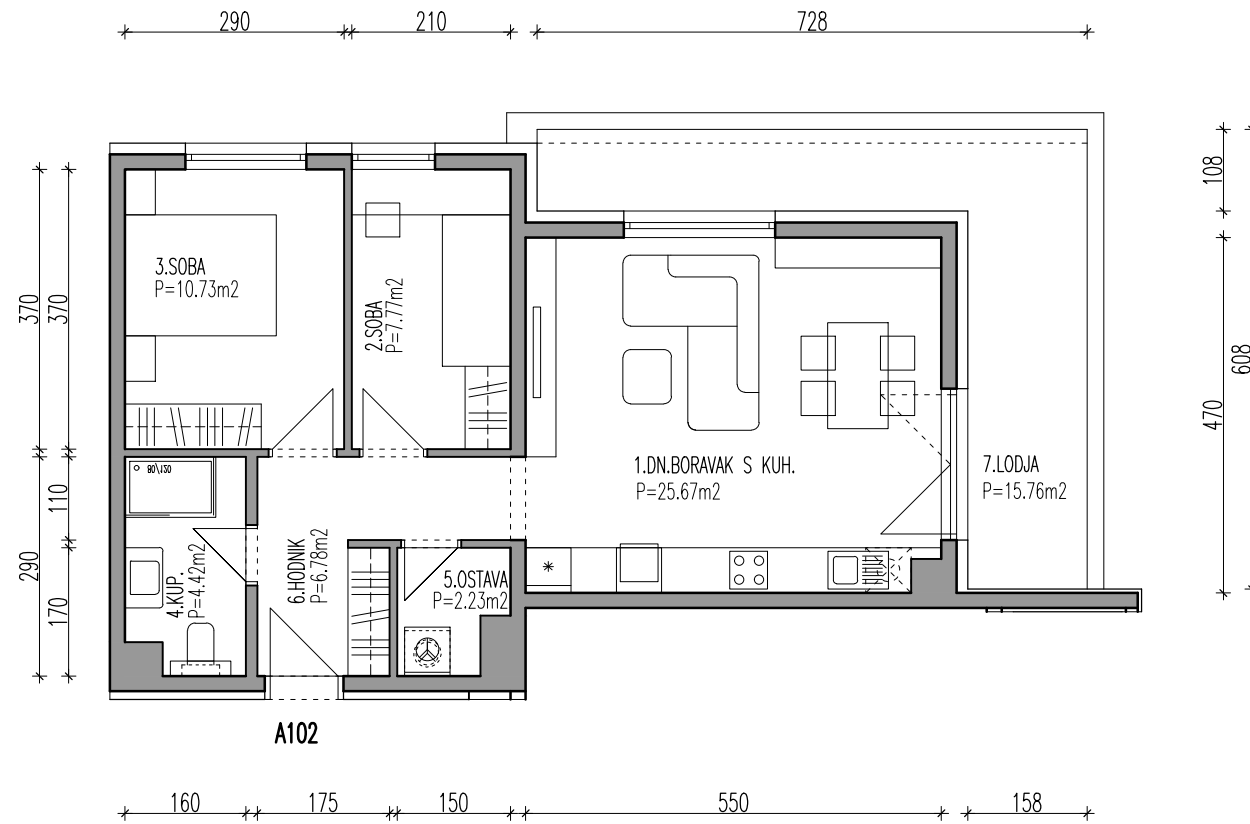 290
210
728
3.SOBA
P=10.73m2
2.SOBA
P=7.77m2
1.DN.BORAVAK S KUH.
P=25.67m2
7.LODJA
P=15.76m2
80\120
4.KUP.
P=4.42m2
6.HODNIK
P=6.78m2
5.OSTAVA
P=2.23m2
A102
370
370
110
290
170
108
608
470
160
175
150
550
158